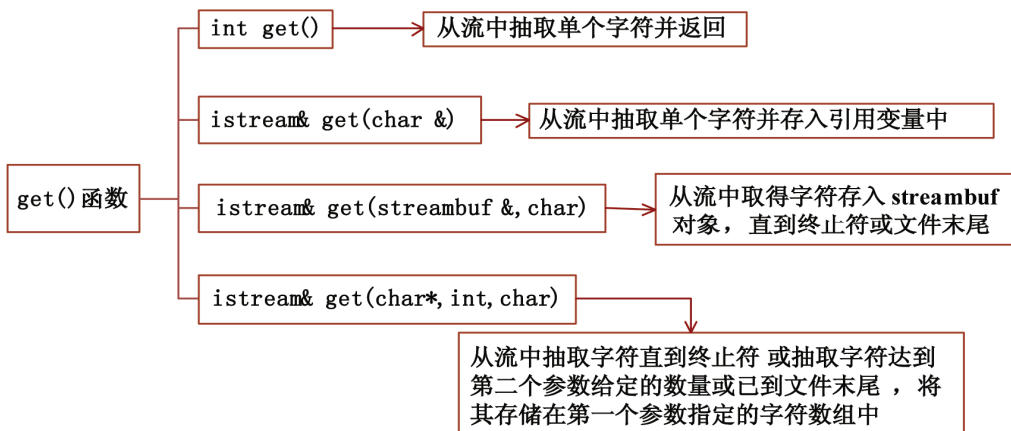 int get()
从流中抽取单个字符并返回
istream& get(char &)
从流中抽取单个字符并存入引用变量中
get()函数
istream& get(streambuf &,char)
从流中取得字符存入 streambuf
对象，直到终止符或文件末尾
istream& get(char*,int,char)
从流中抽取字符直到终止符 或抽取字符达到
第二个参数给定的数量或已到文件末尾 ，将
其存储在第一个参数指定的字符数组中